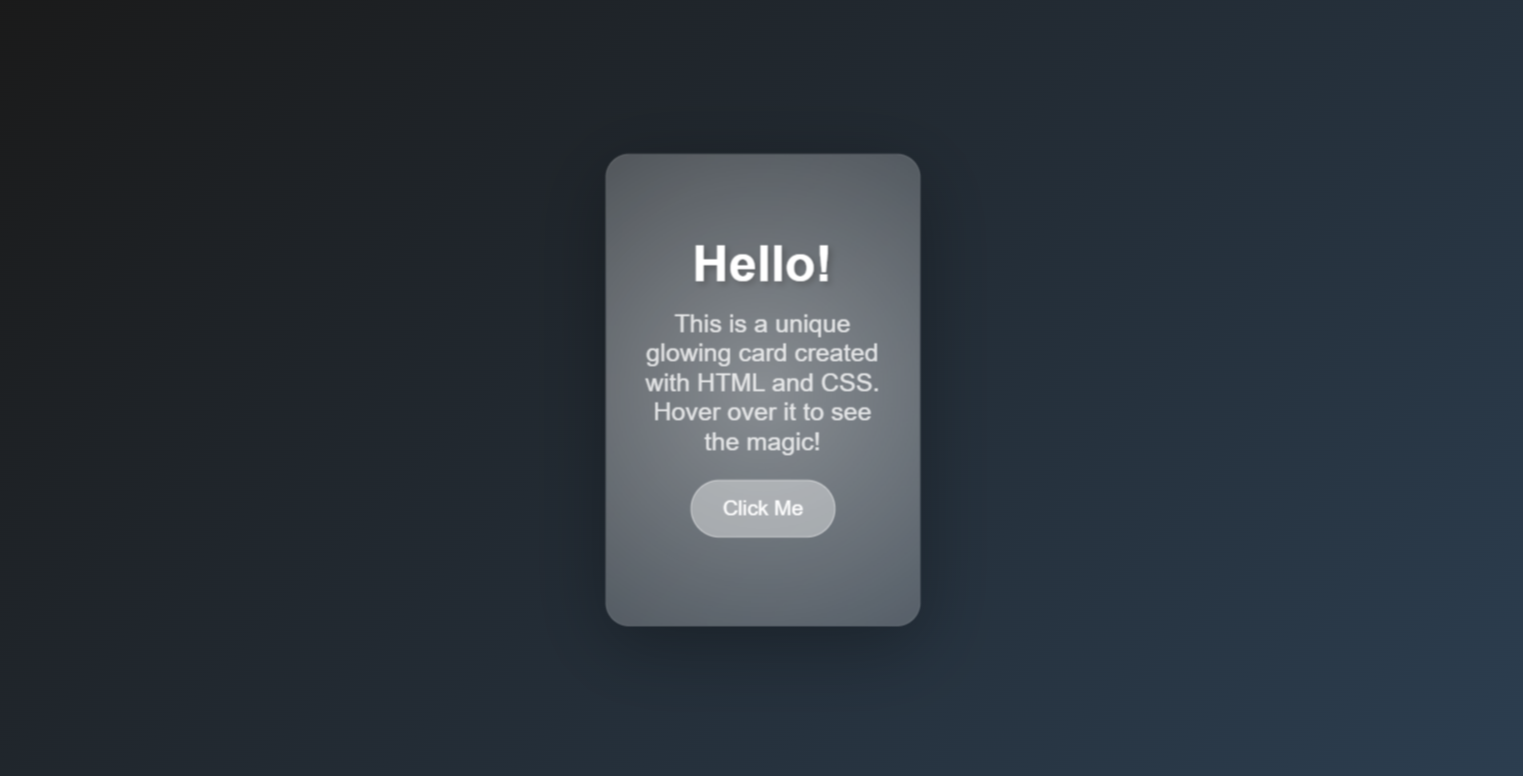 Hello!
This is a unique
glowing card created
with HTML and CSS.
Hover over it to see
the magic!
Click Me